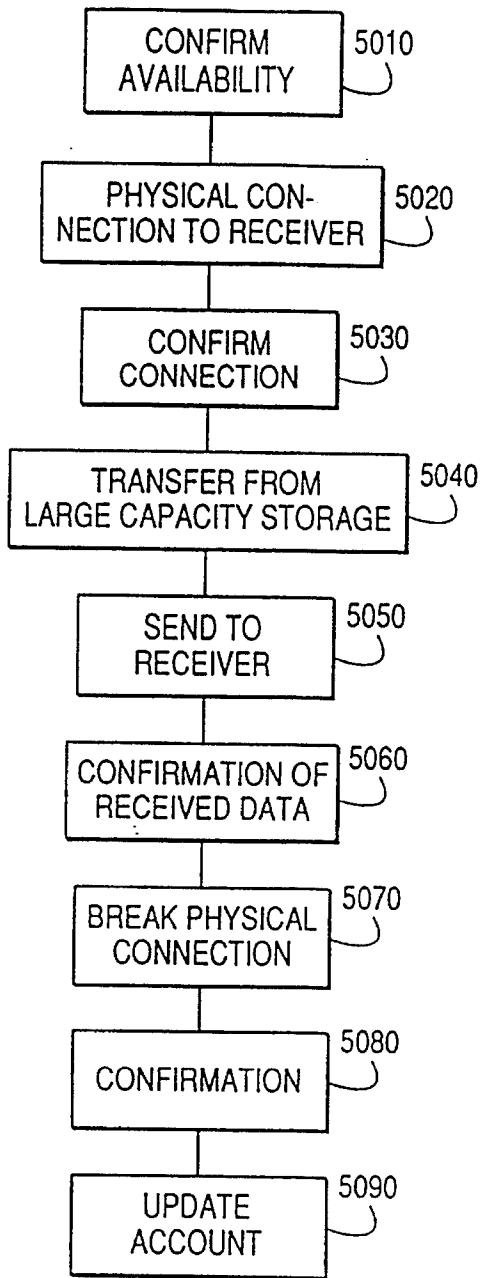 CONFIRM
AVAILABILITY
5010
PHYSICAL CON-
NECTION TO RECEIVER
5020
CONFIRM
CONNECTION
5030
TRANSFER FROM
LARGE CAPACITY STORAGE
5040
SEND TO
RECEIVER
5050
CONFIRMATION OF
RECEIVED DATA
5060
BREAK PHYSICAL
CONNECTION
5070
CONFIRMATION
5080
UPDATE
ACCOUNT
5090